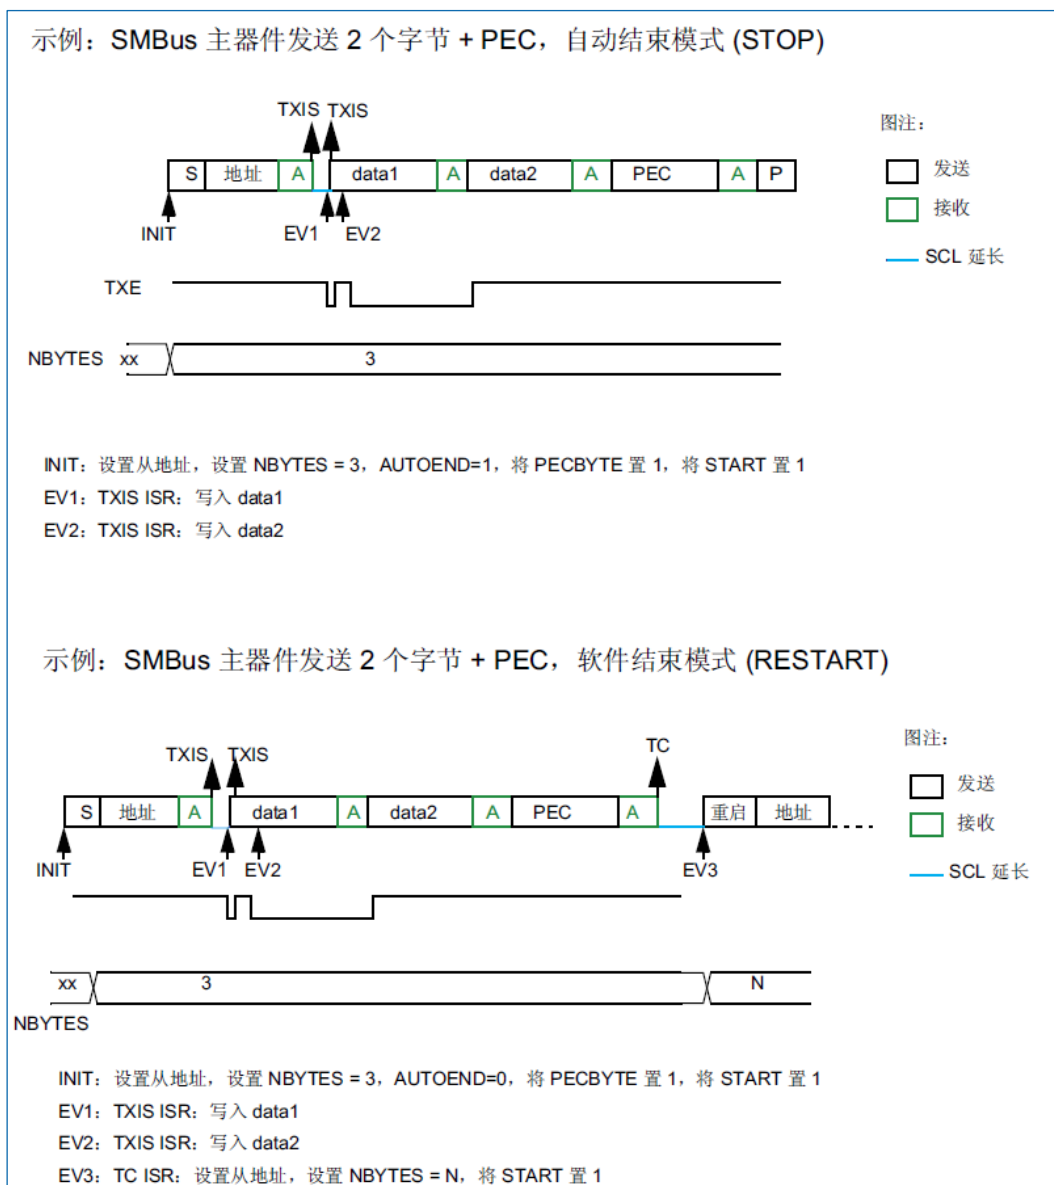 示例：SMBus 主器件发送 2 个字节 + PEC，自动结束模式 (STOP)
TXIS TXIS
图注：
S 地址 A data1 A data2 A PEC A P
发送
接收
INIT EV1 EV2
SCL 延长
TXE
NBYTES xx 3
INIT：设置从地址，设置 NBYTES = 3，AUTOEND=1，将 PECBYTE 置 1，将 START 置 1
EV1：TXIS ISR：写入 data1
EV2：TXIS ISR：写入 data2
示例：SMBus 主器件发送 2 个字节 + PEC，软件结束模式 (RESTART)
TXIS TXIS TC
图注：
S 地址 A data1 A data2 A PEC A 重启 地址
发送
接收
INIT EV1 EV2 EV3
SCL 延长
xx 3 N
NBYTES
INIT：设置从地址，设置 NBYTES = 3，AUTOEND=0，将 PECBYTE 置 1，将 START 置 1
EV1：TXIS ISR：写入 data1
EV2：TXIS ISR：写入 data2
EV3：TC ISR：设置从地址，设置 NBYTES = N，将 START 置 1